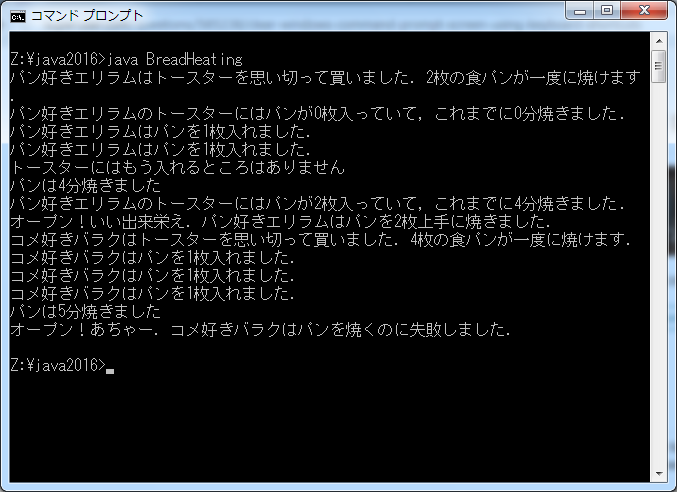 コマンド プロンプト
Z:¥java2016>java BreadHeating
パン好きエリラムはトースターを思い切って買いました．2枚の食パンが一度に焼けます
．
パン好きエリラムのトースターにはパンが0枚入っていて，これまでに0分焼きました．
パン好きエリラムはパンを1枚入れました．
パン好きエリラムはパンを1枚入れました．
トースターにはもう入れるところはありません
パンは4分焼きました
パン好きエリラムのトースターにはパンが2枚入っていて，これまでに4分焼きました．
オープン！いい出来栄え．パン好きエリラムはパンを2枚上手に焼きました．
コメ好きバラクはトースターを思い切って買いました．4枚の食パンが一度に焼けます．
コメ好きバラクはパンを1枚入れました．
コメ好きバラクはパンを1枚入れました．
コメ好きバラクはパンを1枚入れました．
パンは5分焼きました
オープン！あちゃー．コメ好きバラクはパンを焼くのに失敗しました．
Z:¥java2016>